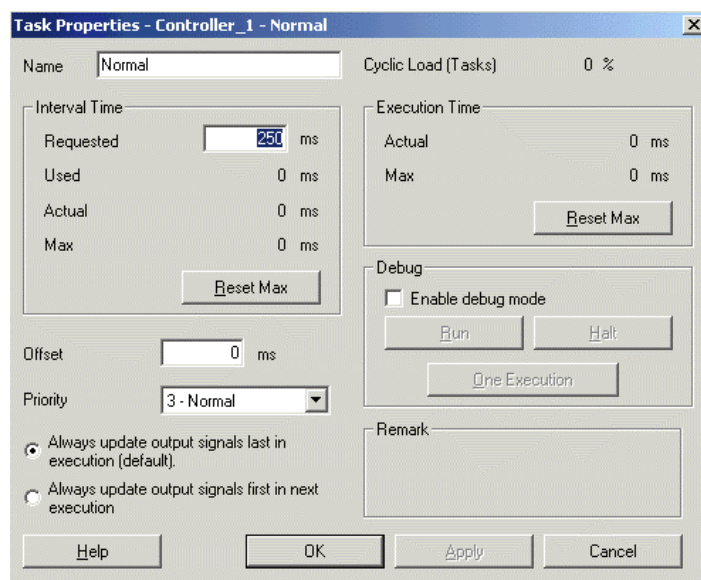 Task Properties - Controller_1 - Normal
Name Normal
Cyclic Load (Tasks) 0 %
Interval Time
Requested 250 ms
Used 0 ms
Actual 0 ms
Max 0 ms
Reset Max
Execution Time
Actual 0 ms
Max 0 ms
Reset Max
Debug
Enable debug mode
Run Halt
One Execution
Offset 0 ms
Priority 3 - Normal
Always update output signals last in
execution (default).
Always update output signals first in next
execution
Remark
Help OK Apply Cancel